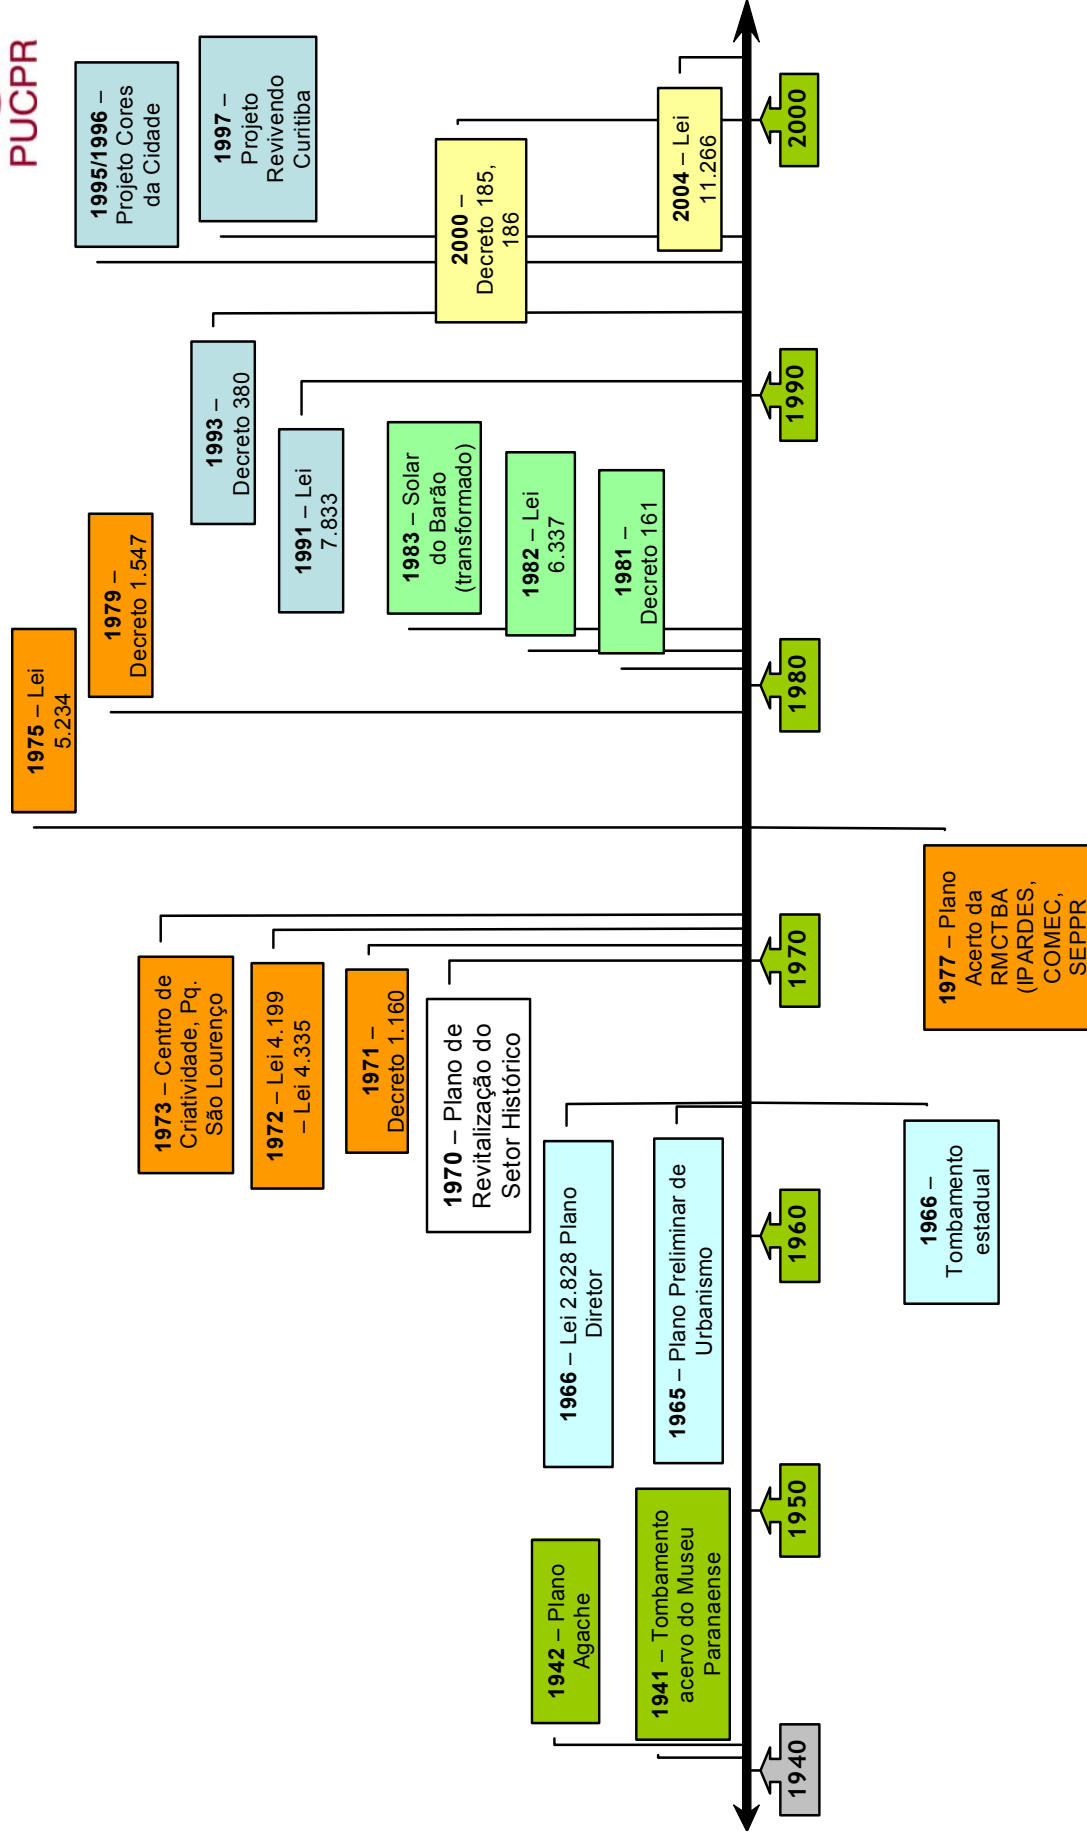 PUCPR
1975 – Lei
5.234
1979 –
Decreto 1.547
1995/1996 –
Projeto Cores
da Cidade
1997 –
Projeto
Revivendo
Curitiba
1973 – Centro de
Criatividade, Pq.
São Lourenço
1993 –
Decreto 380
1972 – Lei 4.199
– Lei 4.335
1991 – Lei
7.833
1971 –
Decreto 1.160
1983 – Solar
do Barão
(transformado)
1970 – Plano de
Revitalização do
Setor Histórico
2000 –
Decreto 185,
186
1982 – Lei
6.337
1942 – Plano
Agache
1966 – Lei 2.828 Plano
Diretor
1981 –
Decreto 161
1941 – Tombamento
acervo do Museu
Paranaense
1965 – Plano Preliminar de
Urbanismo
2004 – Lei
11.266
1940
1950
1960
1970
1980
1990
2000
1966 –
Tombamento
estadual
1977 – Plano
Acerto da
RMCTBA
(IPARDES,
COMEC,
SEPPR